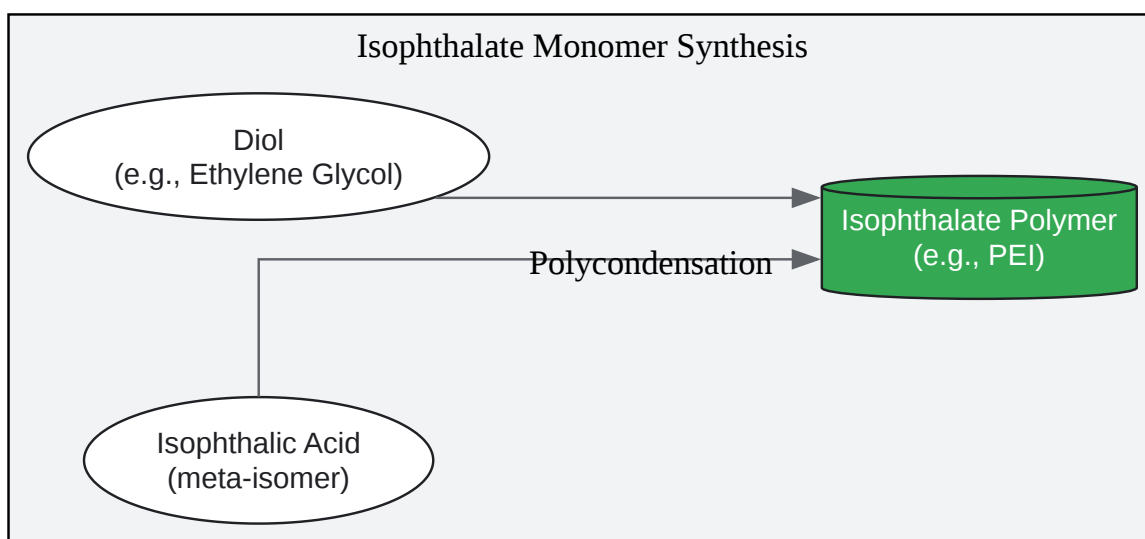 Isophthalate Monomer Synthesis
Diol
(e.g., Ethylene Glycol)
Isophthalate Polymer
(e.g., PEI)
Polycondensation
Isophthalic Acid
(meta-isomer)